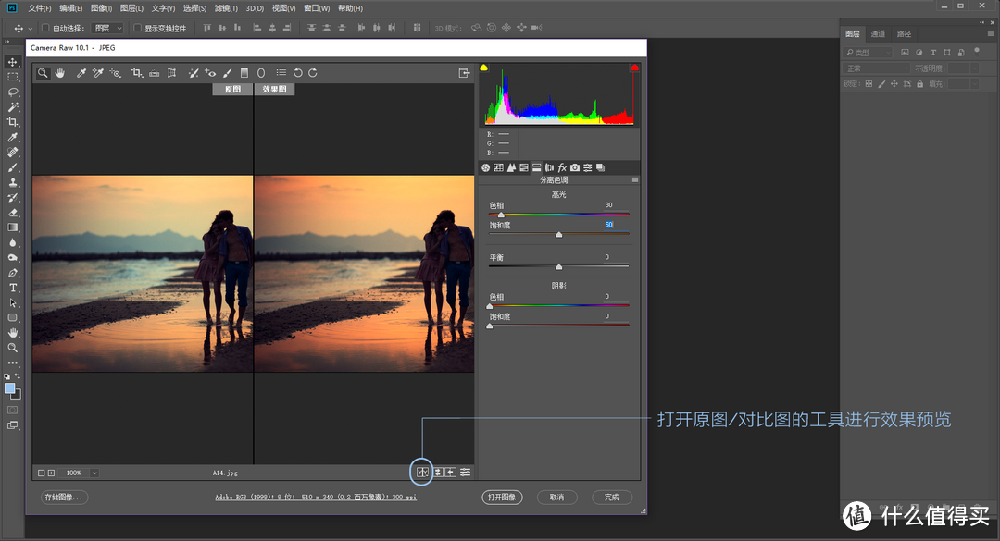 Ps 文件(F) 编辑(E) 图像(I) 图层(L) 文字(Y) 选择(S) 滤镜(T) 3D(D) 视图(V) 窗口(W) 帮助(H)
自动选择: 图层 显示变换控件 3D 模式:
Camera Raw 10.1 - JPEG
原图 效果图
R:
G:
B:
分离色调
高光
色相 30
饱和度 50
平衡 0
阴影
色相 0
饱和度 0
100% A14.jpg Y Y
存储图像...
Adobe RGB (1998); 8 位; 510 x 340 (0.2 百万像素); 300 ppi
打开图像 取消 完成
图层 通道 路径
类型
正常 不透明度:
锁定: 填充:
打开原图/对比图的工具进行效果预览
值 什么值得买